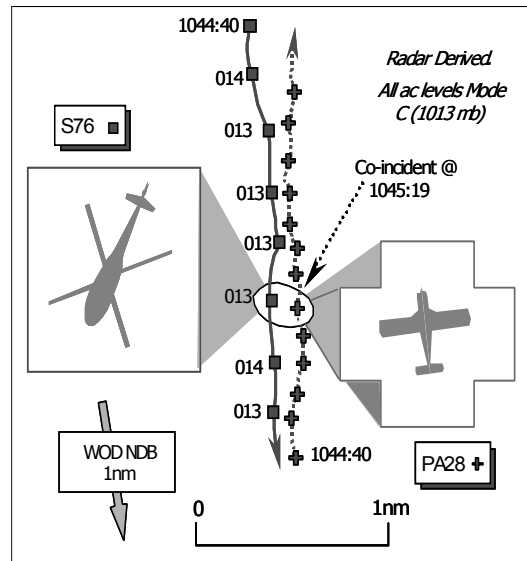 1044:40
Radar Derived.
All ac levels Mode
C (1013 mb)
014
S76
013
Co-incident @
1045:19
013
013
013
014
013
WOD NDB
1nm
1044:40
PA28
0
1nm